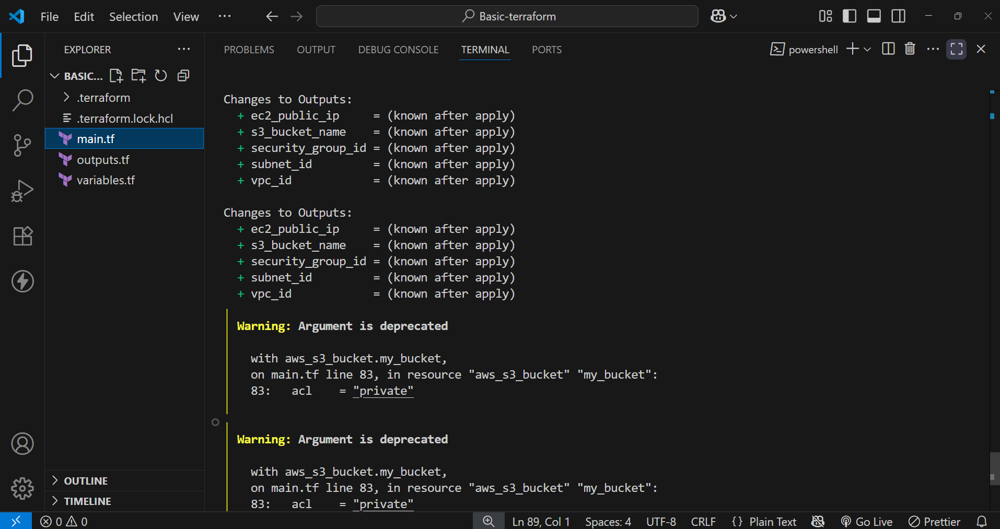 File Edit Selection View ··· Basic-terraform
EXPLORER ···
BASIC...
.terraform
.terraform.lock.hcl
main.tf
outputs.tf
variables.tf
OUTLINE
TIMELINE
PROBLEMS OUTPUT DEBUG CONSOLE TERMINAL PORTS powershell ···
Changes to Outputs:
+ ec2_public_ip = (known after apply)
+ s3_bucket_name = (known after apply)
+ security_group_id = (known after apply)
+ subnet_id = (known after apply)
+ vpc_id = (known after apply)
Changes to Outputs:
+ ec2_public_ip = (known after apply)
+ s3_bucket_name = (known after apply)
+ security_group_id = (known after apply)
+ subnet_id = (known after apply)
+ vpc_id = (known after apply)
Warning: Argument is deprecated
with aws_s3_bucket.my_bucket,
on main.tf line 83, in resource "aws_s3_bucket" "my_bucket":
83: acl = "private"
Warning: Argument is deprecated
with aws_s3_bucket.my_bucket,
on main.tf line 83, in resource "aws_s3_bucket" "my_bucket":
83: acl = "private"
0 0 Ln 89, Col 1 Spaces: 4 UTF-8 CRLF {} Plain Text Go Live Prettier